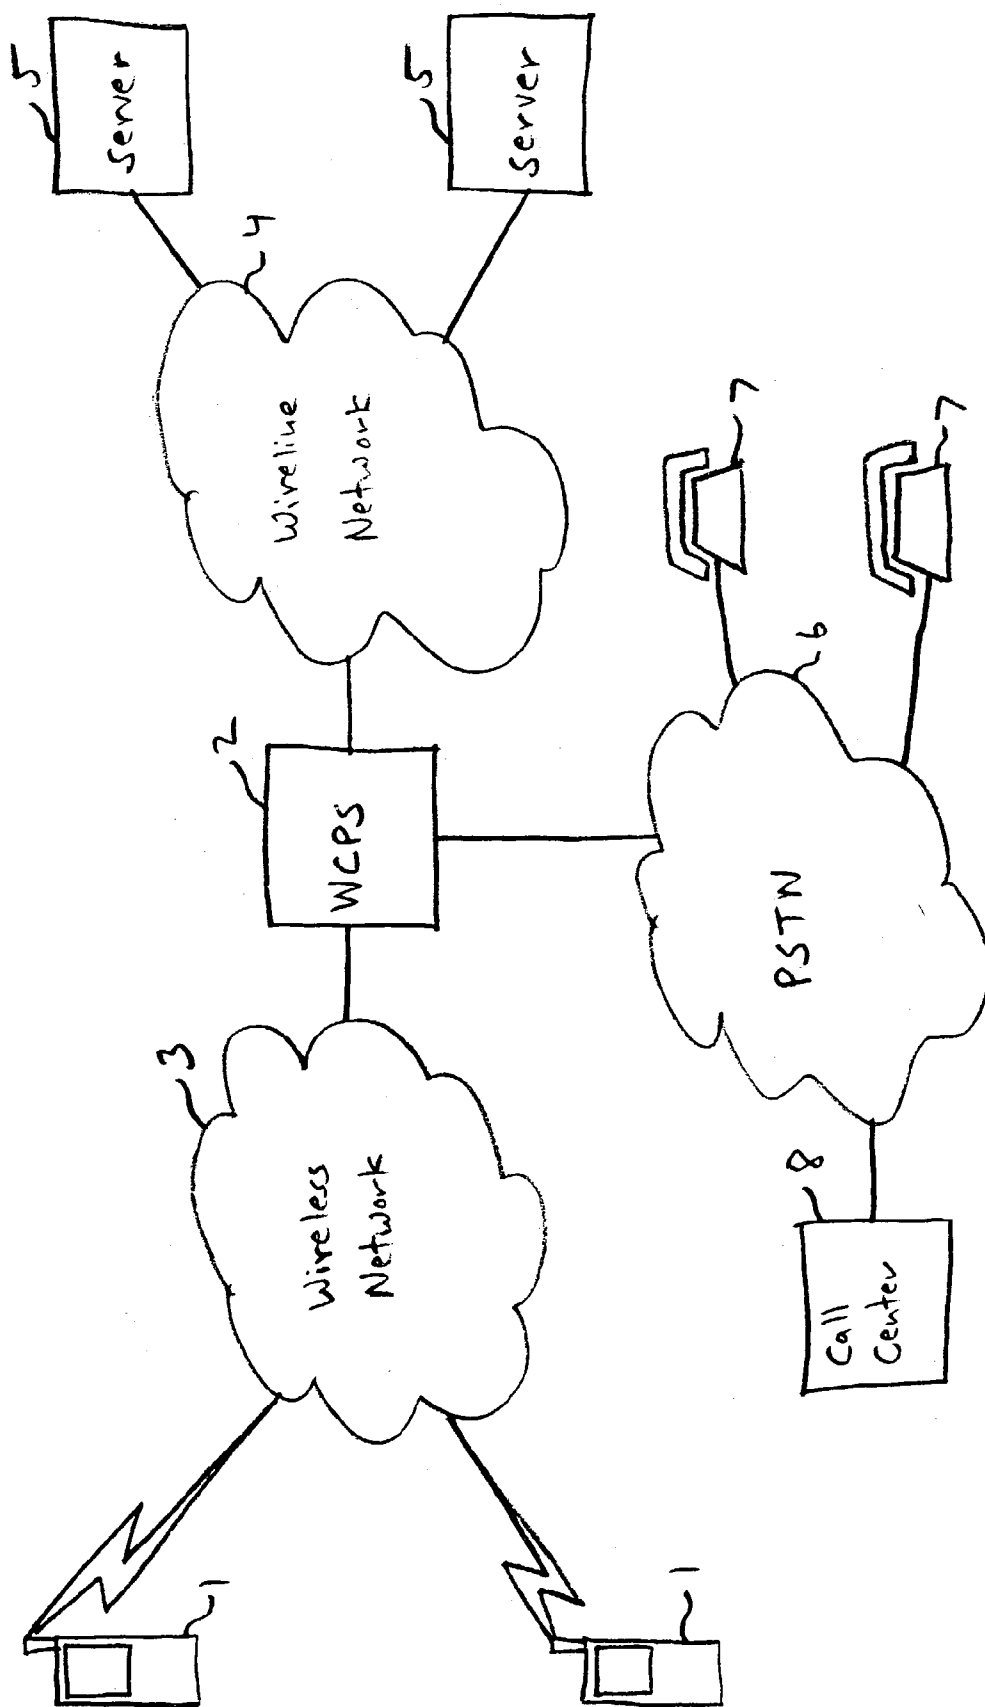 5
Server
4
5
Server
Wireline
Network
2
WCPS
3
Wireless
Network
1
1
7
7
6
PSTN
8
Call
Center